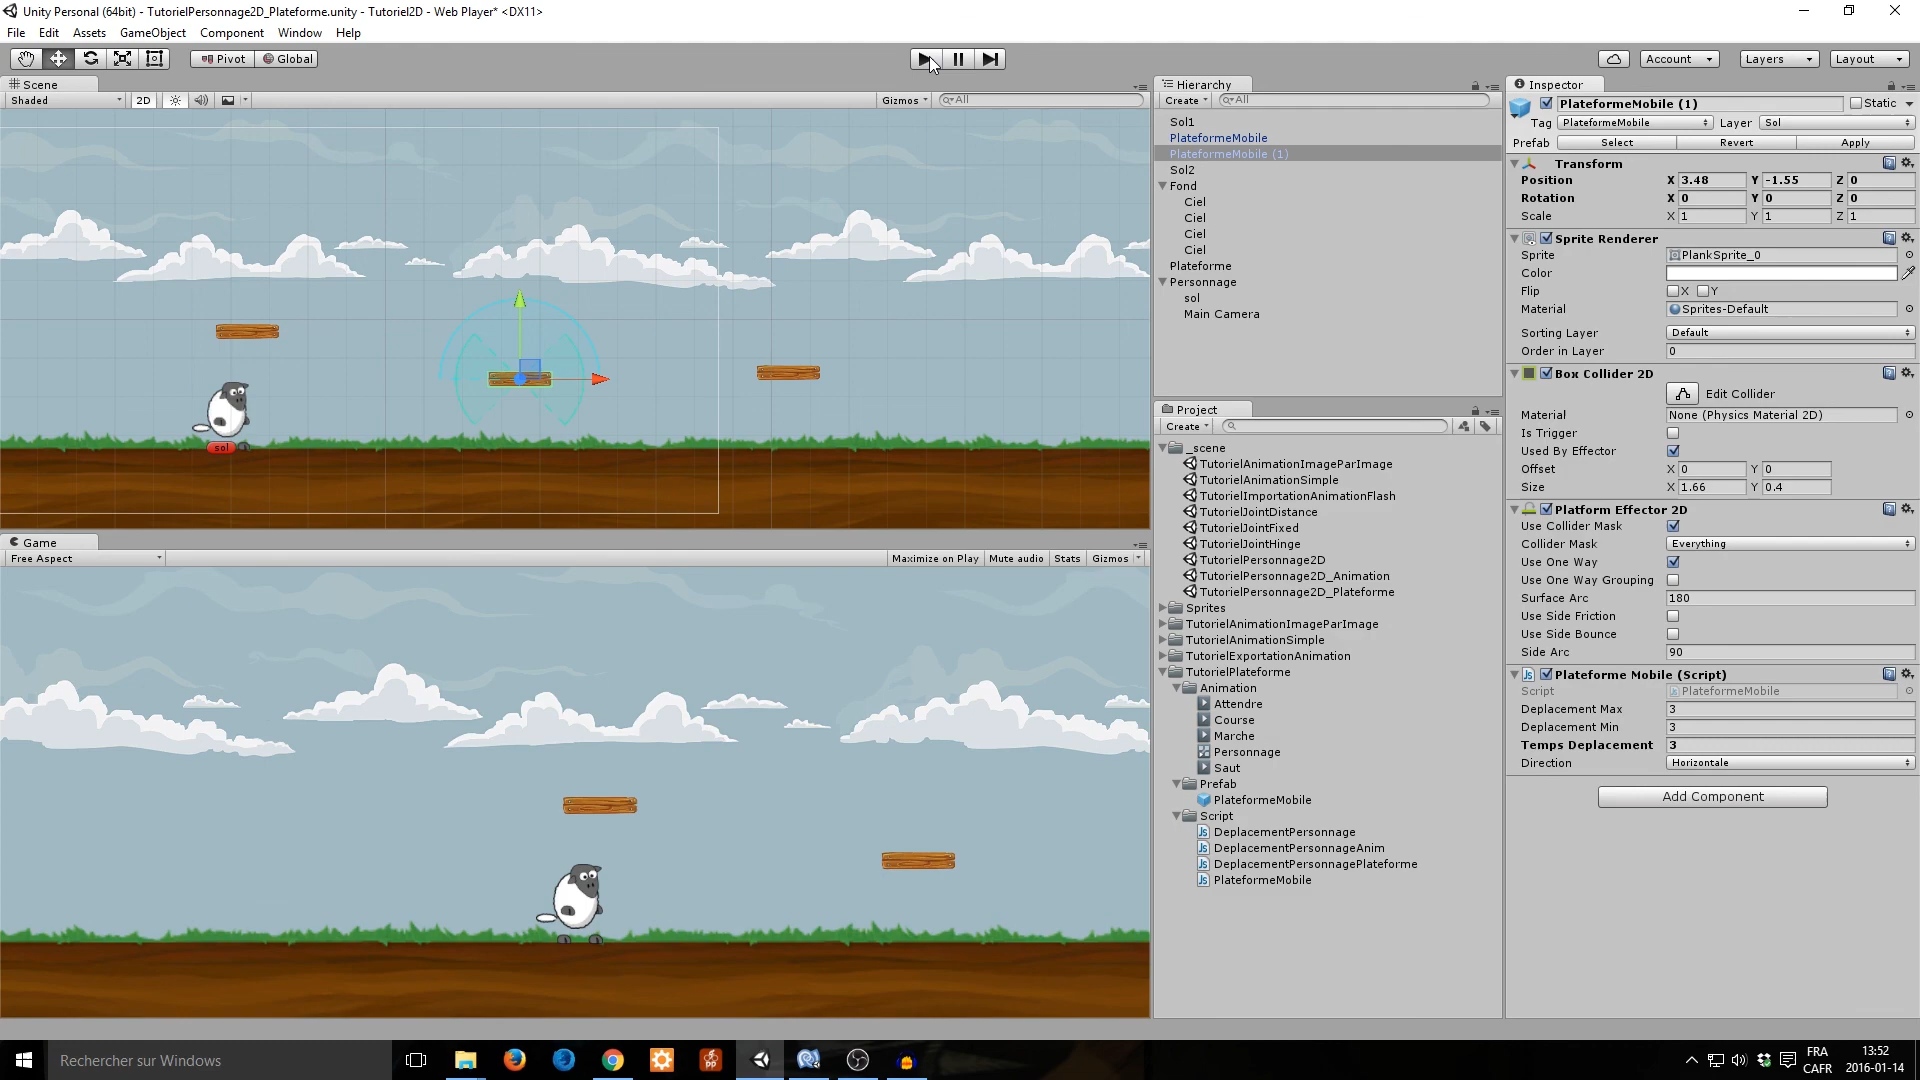 Unity Personal (64bit) - TutorielPersonnage2D_Plateforme.unity - Tutoriel2D - Web Player* <DX11>
File Edit Assets GameObject Component Window Help
Pivot Global Account Layers Layout
Scene
Shaded 2D Gizmos All
Game
Free Aspect Maximize on Play Mute audio Stats Gizmos
sol
Hierarchy
Create All
Sol1
PlateformeMobile
PlateformeMobile (1)
Sol2
Fond
Ciel
Ciel
Ciel
Ciel
Plateforme
Personnage
sol
Main Camera
Project
Create
_scene
TutorielAnimationImageParImage
TutorielAnimationSimple
TutorielImportationAnimationFlash
TutorielJointDistance
TutorielJointFixed
TutorielJointHinge
TutorielPersonnage2D
TutorielPersonnage2D_Animation
TutorielPersonnage2D_Plateforme
Sprites
TutorielAnimationImageParImage
TutorielAnimationSimple
TutorielExportationAnimation
TutorielPlateforme
Animation
Attendre
Course
Marche
Personnage
Saut
Prefab
PlateformeMobile
Script
DeplacementPersonnage
DeplacementPersonnageAnim
DeplacementPersonnagePlateforme
PlateformeMobile
Inspector
PlateformeMobile (1) Static
Tag PlateformeMobile Layer Sol
Prefab Select Revert Apply
Transform
Position X 3.48 Y -1.55 Z 0
Rotation X 0 Y 0 Z 0
Scale X 1 Y 1 Z 1
Sprite Renderer
Sprite PlankSprite_0
Color
Flip X Y
Material Sprites-Default
Sorting Layer Default
Order in Layer 0
Box Collider 2D
Edit Collider
Material None (Physics Material 2D)
Is Trigger
Used By Effector
Offset X 0 Y 0
Size X 1.66 Y 0.4
Platform Effector 2D
Use Collider Mask
Collider Mask Everything
Use One Way
Use One Way Grouping
Surface Arc 180
Use Side Friction
Use Side Bounce
Side Arc 90
Plateforme Mobile (Script)
Script PlateformeMobile
Deplacement Max 3
Deplacement Min 3
Temps Deplacement 3
Direction Horizontale
Add Component
Rechercher sur Windows
FRA
CAFR
13:52
2016-01-14